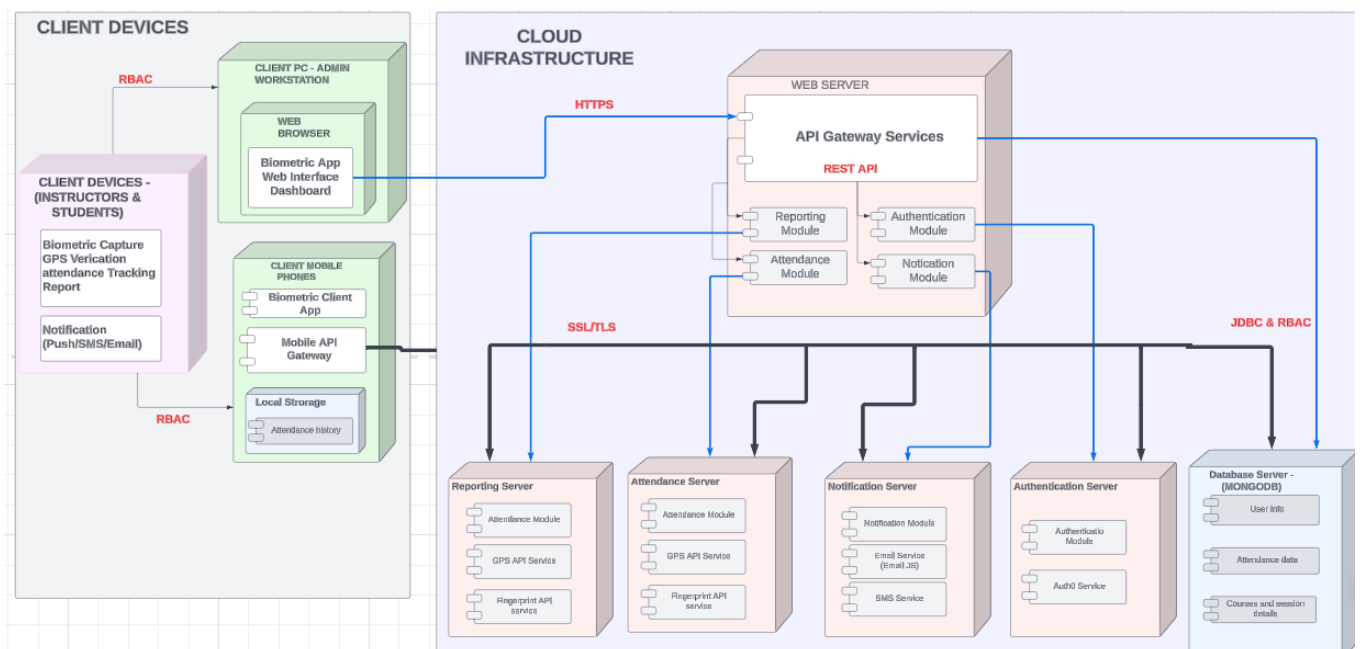 CLIENT DEVICES
RBAC
CLIENT PC - ADMIN
WORKSTATION
WEB
BROWSER
Biometric App
Web Interface
Dashboard
CLIENT DEVICES -
(INSTRUCTORS &
STUDENTS)
Biometric Capture
GPS Verication
attendance Tracking
Report
Notification
(Push/SMS/Email)
RBAC
CLIENT MOBILE
PHONES
Biometric Client
App
Mobile API
Gateway
Local Strorage
Attendance history
CLOUD
INFRASTRUCTURE
HTTPS
WEB SERVER
API Gateway Services
REST API
Reporting
Module
Authentication
Module
Attendance
Module
Notication
Module
SSL/TLS
JDBC & RBAC
Reporting Server
Attendance Module
GPS API Service
Fingerprint API
service
Attendance Server
Attendance Module
GPS API Service
Fingerprint API
service
Notification Server
Notification Module
Email Service
(Email JS)
SMS Service
Authentication Server
Authenticatio
Module
Auth0 Service
Database Server -
(MONGODB)
User Info
Attendance data
Courses and session
details